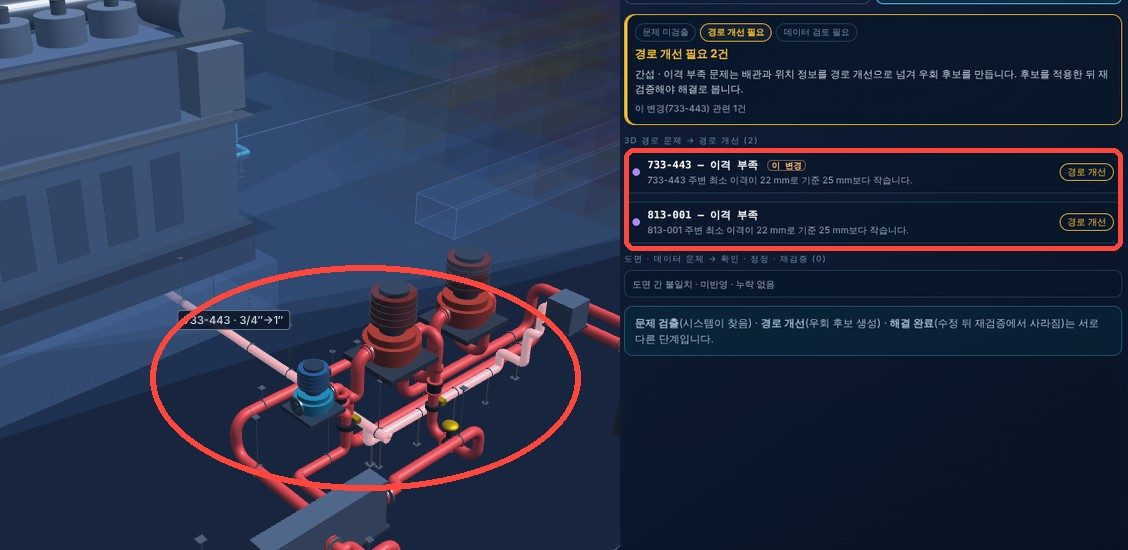 733-443 · 3/4"→1"
문제 미검출 경로 개선 필요 데이터 검토 필요
경로 개선 필요 2건
간섭 · 이격 부족 문제는 배관과 위치 정보를 경로 개선으로 넘겨 우회 후보를 만듭니다. 후보를 적용한 뒤 재
검증해야 해결로 봅니다.
이 변경(733-443) 관련 1건
3D 경로 문제 → 경로 개선 (2)
733-443 — 이격 부족 이 변경
733-443 주변 최소 이격이 22 mm로 기준 25 mm보다 작습니다.
경로 개선
813-001 — 이격 부족
813-001 주변 최소 이격이 22 mm로 기준 25 mm보다 작습니다.
경로 개선
도면 · 데이터 문제 → 확인 · 정정 · 재검증 (0)
도면 간 불일치 · 미반영 · 누락 없음
문제 검출(시스템이 찾음) · 경로 개선(우회 후보 생성) · 해결 완료(수정 뒤 재검증에서 사라짐)는 서로
다른 단계입니다.